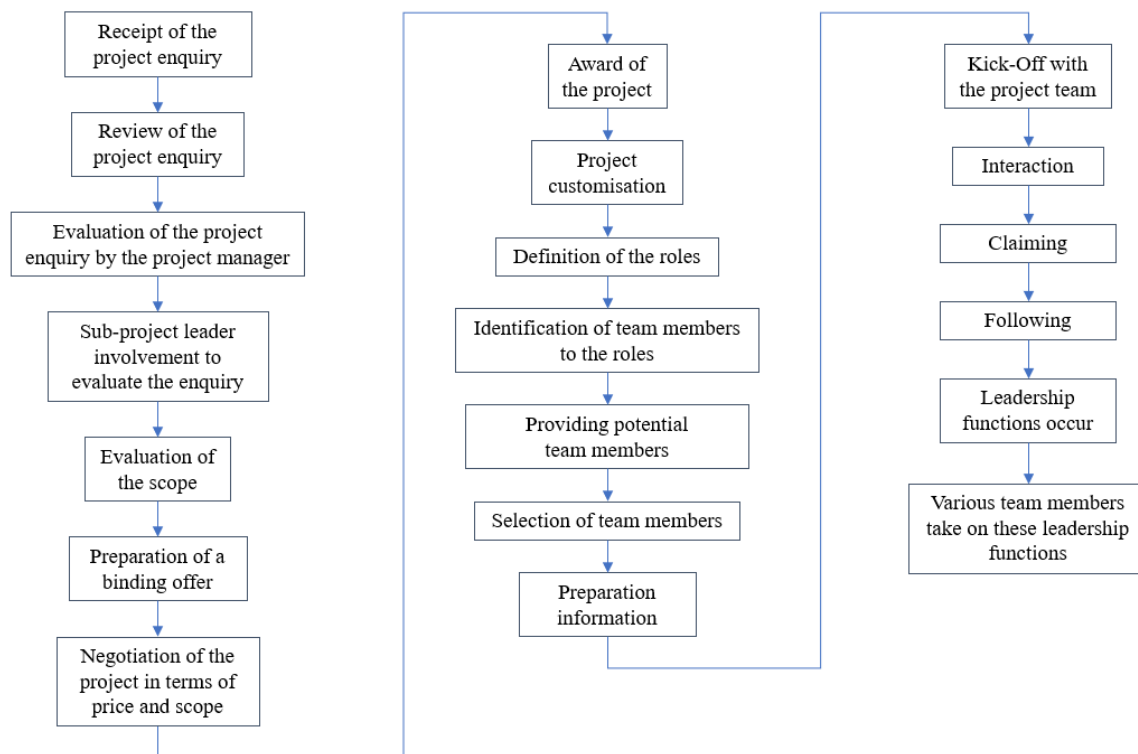 Receipt of the
project enquiry
Review of the
project enquiry
Evaluation of the project
enquiry by the project manager
Sub-project leader
involvement to
evaluate the enquiry
Evaluation of
the scope
Preparation of a
binding offer
Negotiation of the
project in terms of
price and scope
Award of
the project
Project
customisation
Definition of the roles
Identification of team members
to the roles
Providing potential
team members
Selection of team members
Preparation
information
Kick-Off with
the project team
Interaction
Claiming
Following
Leadership
functions occur
Various team members
take on these leadership
functions